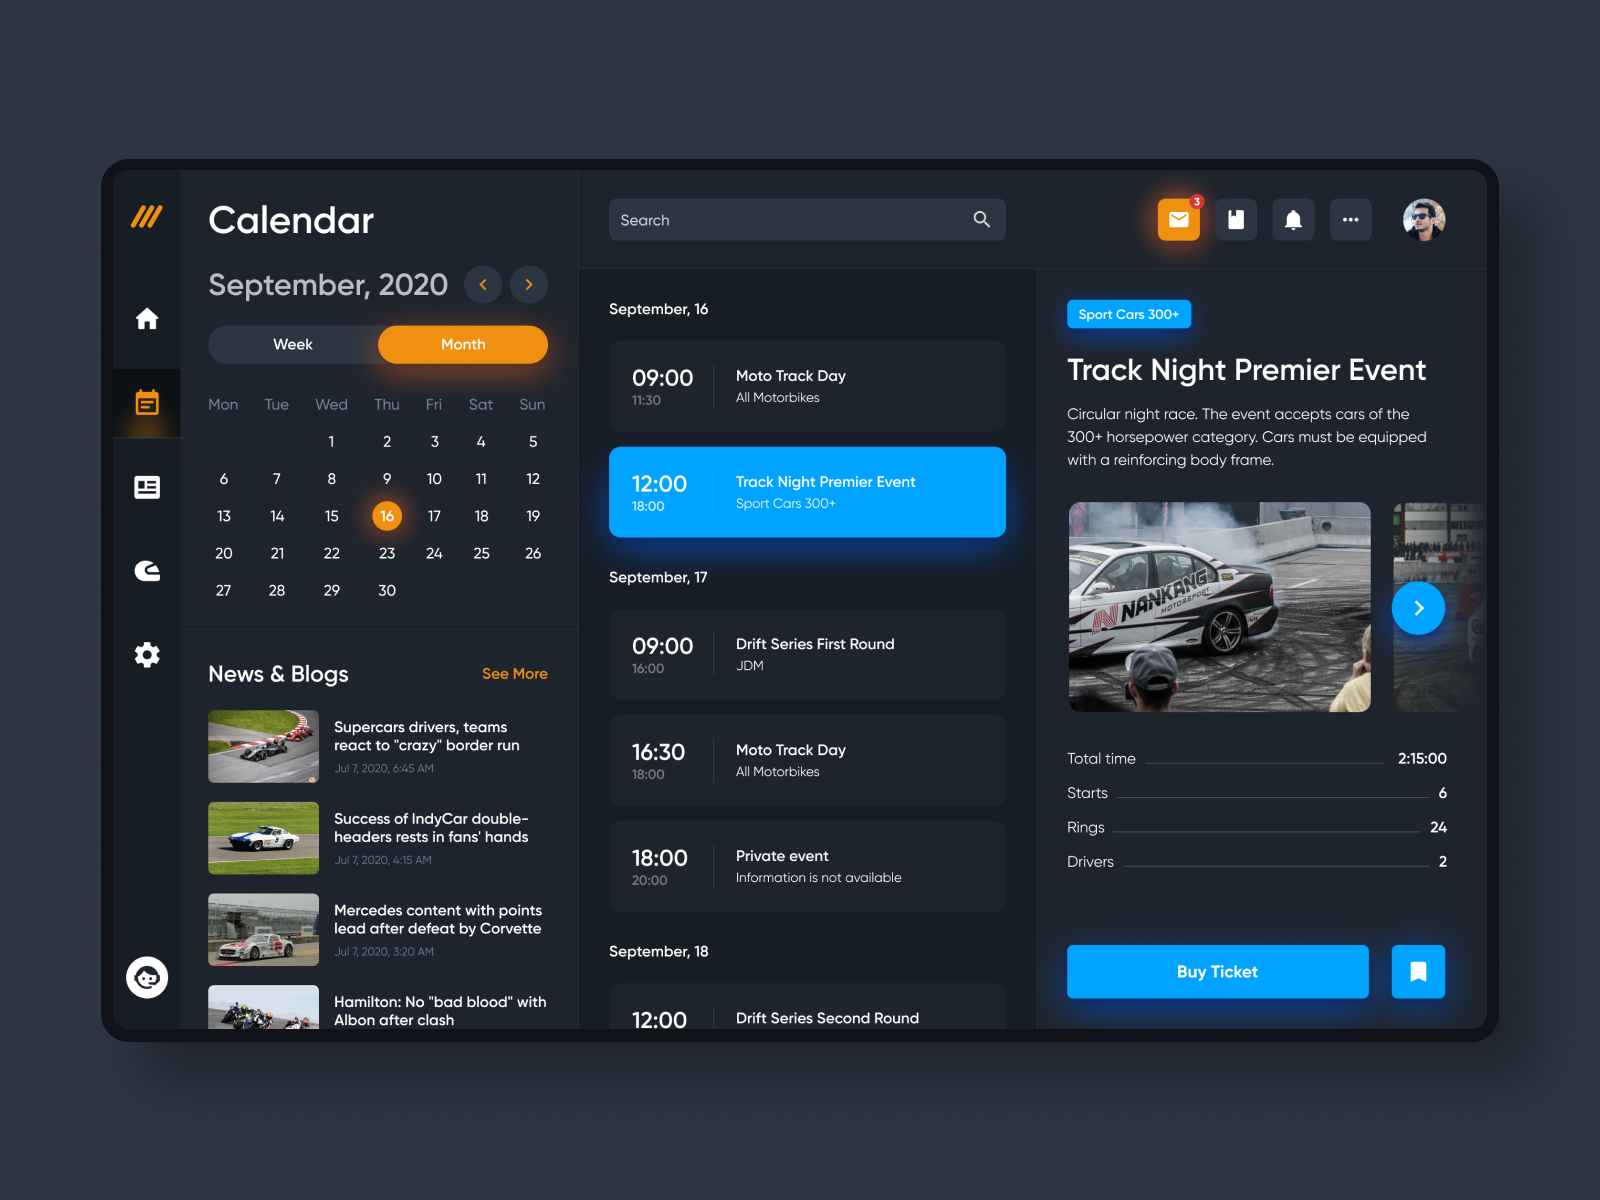 Calendar
September, 2020
Week
Month
Mon Tue Wed Thu Fri Sat Sun
1 2 3 4 5
6 7 8 9 10 11 12
13 14 15 16 17 18 19
20 21 22 23 24 25 26
27 28 29 30
News & Blogs
See More
Supercars drivers, teams
react to "crazy" border run
Jul 7, 2020, 6:45 AM
Success of IndyCar double-
headers rests in fans' hands
Jul 7, 2020, 4:15 AM
Mercedes content with points
lead after defeat by Corvette
Jul 7, 2020, 3:20 AM
Hamilton: No "bad blood" with
Albon after clash
Search
3
September, 16
09:00
11:30
Moto Track Day
All Motorbikes
12:00
18:00
Track Night Premier Event
Sport Cars 300+
September, 17
09:00
16:00
Drift Series First Round
JDM
16:30
18:00
Moto Track Day
All Motorbikes
18:00
20:00
Private event
Information is not available
September, 18
12:00
Drift Series Second Round
Sport Cars 300+
Track Night Premier Event
Circular night race. The event accepts cars of the
300+ horsepower category. Cars must be equipped
with a reinforcing body frame.
NANKANG
MOTORSPORT
Total time 2:15:00
Starts 6
Rings 24
Drivers 2
Buy Ticket